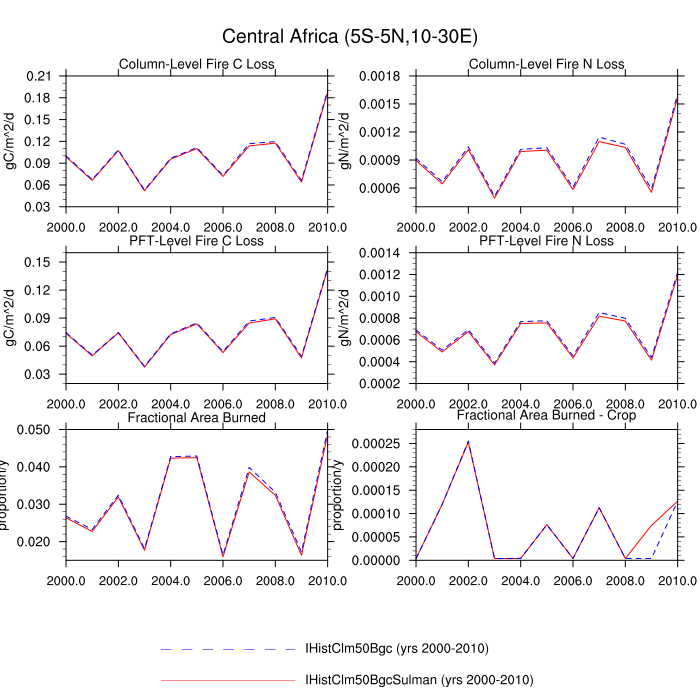 Central Africa (5S-5N,10-30E)
Column-Level Fire C Loss
gC/m^2/d
0.21
0.18
0.15
0.12
0.09
0.06
0.03
2000.0 2002.0 2004.0 2006.0 2008.0 2010.0
Column-Level Fire N Loss
gN/m^2/d
0.0018
0.0015
0.0012
0.0009
0.0006
2000.0 2002.0 2004.0 2006.0 2008.0 2010.0
PFT-Level Fire C Loss
gC/m^2/d
0.15
0.12
0.09
0.06
0.03
2000.0 2002.0 2004.0 2006.0 2008.0 2010.0
PFT-Level Fire N Loss
gN/m^2/d
0.0014
0.0012
0.0010
0.0008
0.0006
0.0004
0.0002
2000.0 2002.0 2004.0 2006.0 2008.0 2010.0
Fractional Area Burned
proportion/y
0.050
0.040
0.030
0.020
2000.0 2002.0 2004.0 2006.0 2008.0 2010.0
Fractional Area Burned - Crop
proportion/y
0.00025
0.00020
0.00015
0.00010
0.00005
0.00000
2000.0 2002.0 2004.0 2006.0 2008.0 2010.0
IHistClm50Bgc (yrs 2000-2010)
IHistClm50BgcSulman (yrs 2000-2010)